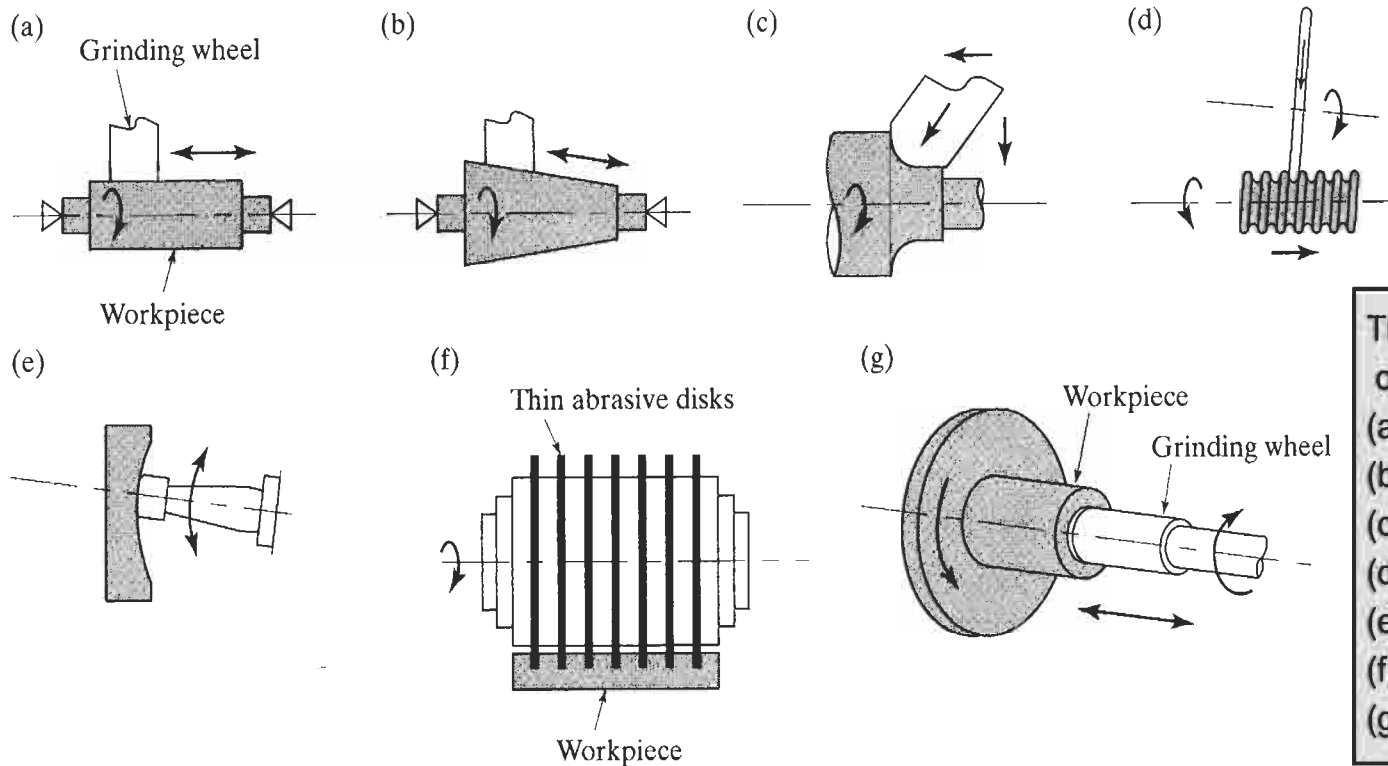 (a)
Grinding wheel
Workpiece
(b)
(c)
(d)
(e)
(f)
Thin abrasive disks
Workpiece
(g)
Workpiece
Grinding wheel
(a
(b
(d
(e
(f
(g